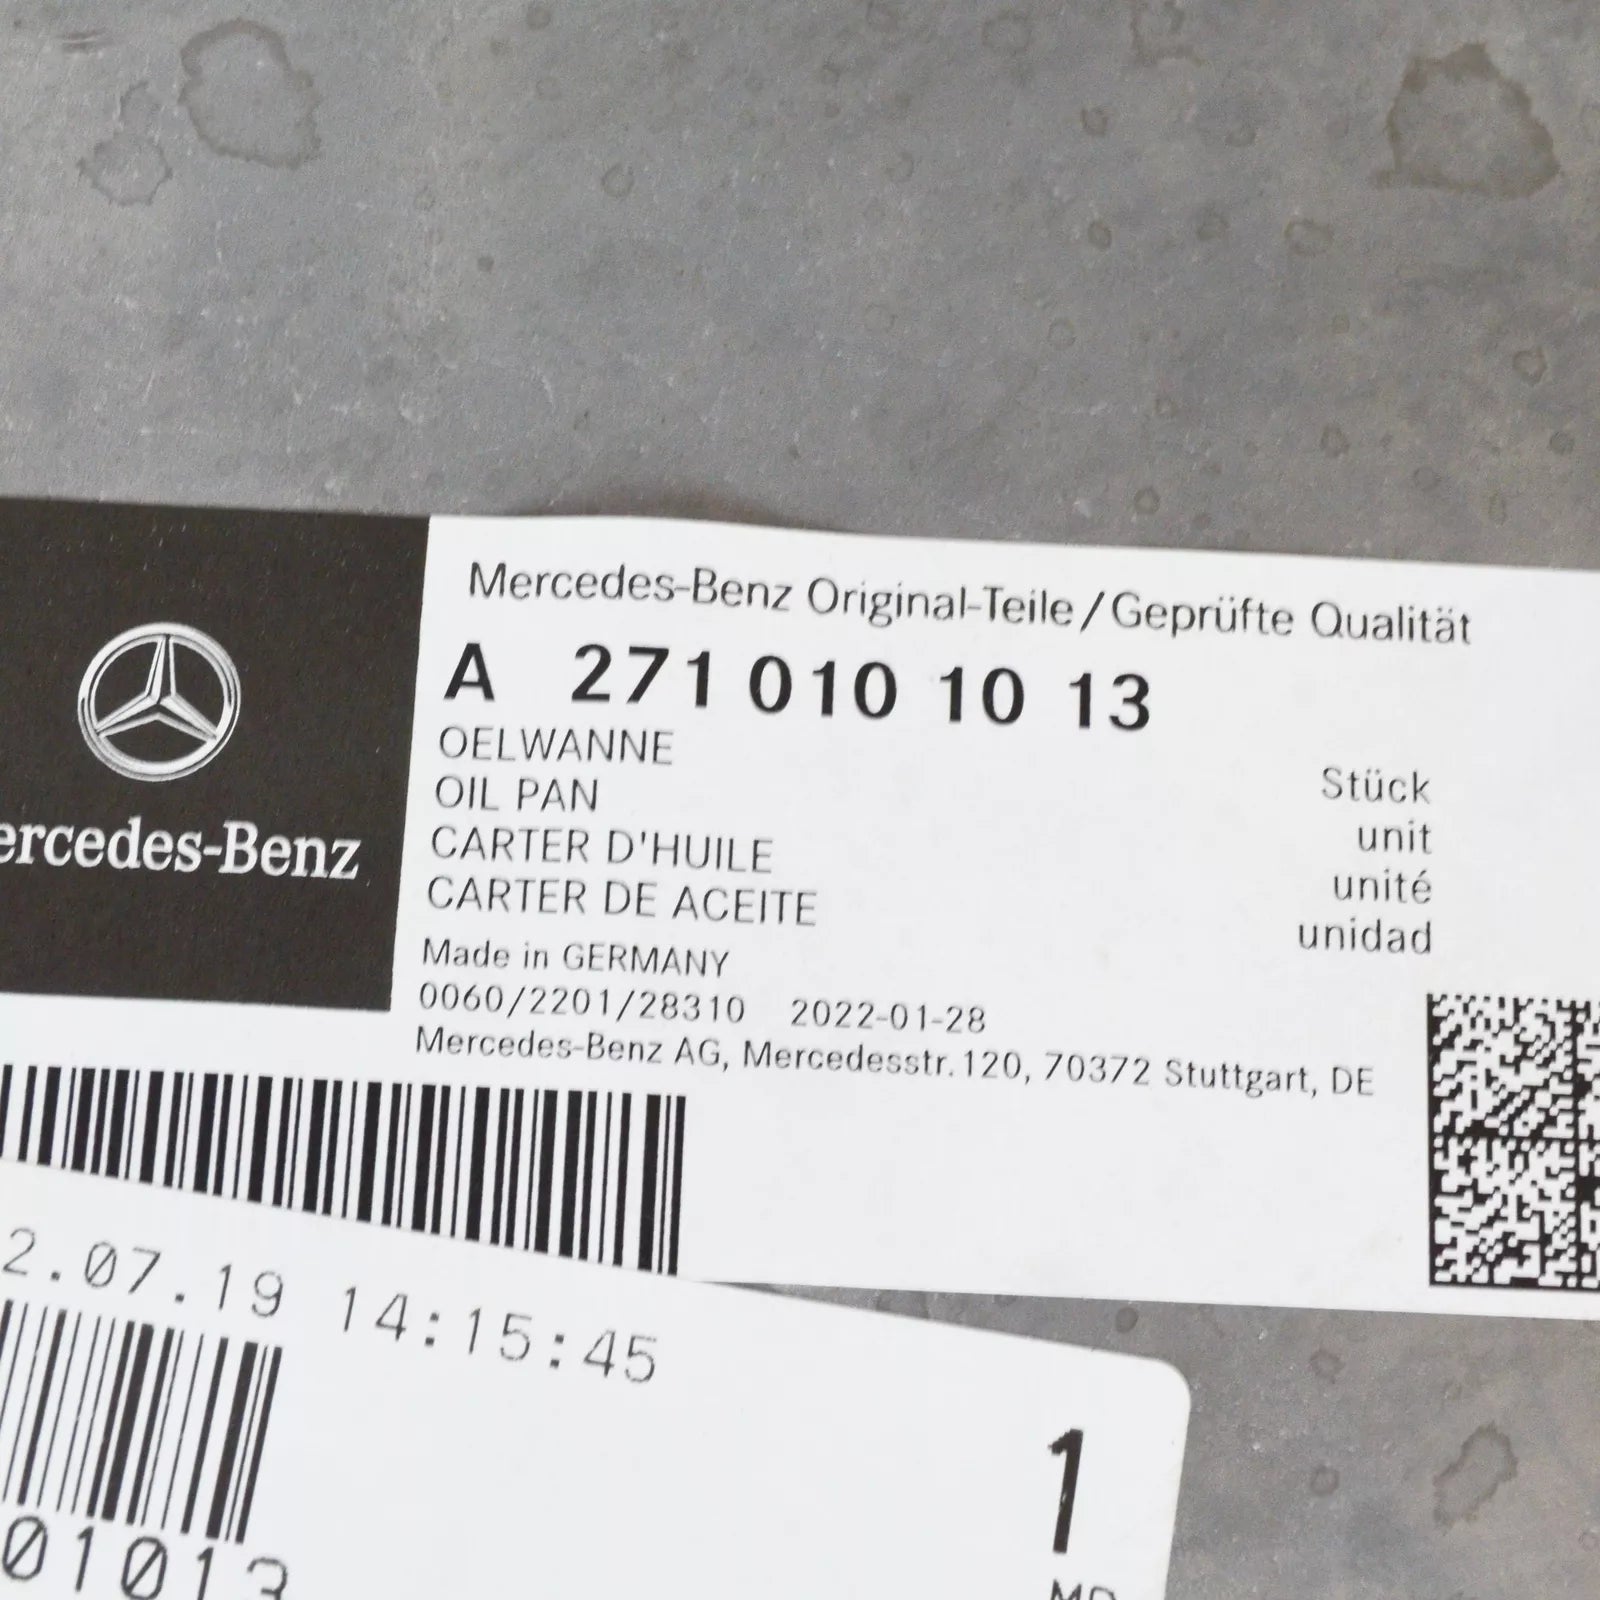 Mercedes-Benz Original-Teile/Geprüfte Qualität
A 271 010 10 13
OELWANNE
OIL PAN
CARTER D'HUILE
CARTER DE ACEITE
Stück
unit
unité
unidad
ercedes-Benz
Made in GERMANY
0060/2201/28310 2022-01-28
Mercedes-Benz AG, Mercedesstr.120, 70372 Stuttgart, DE
2.07.19 14:15:45
1
01013